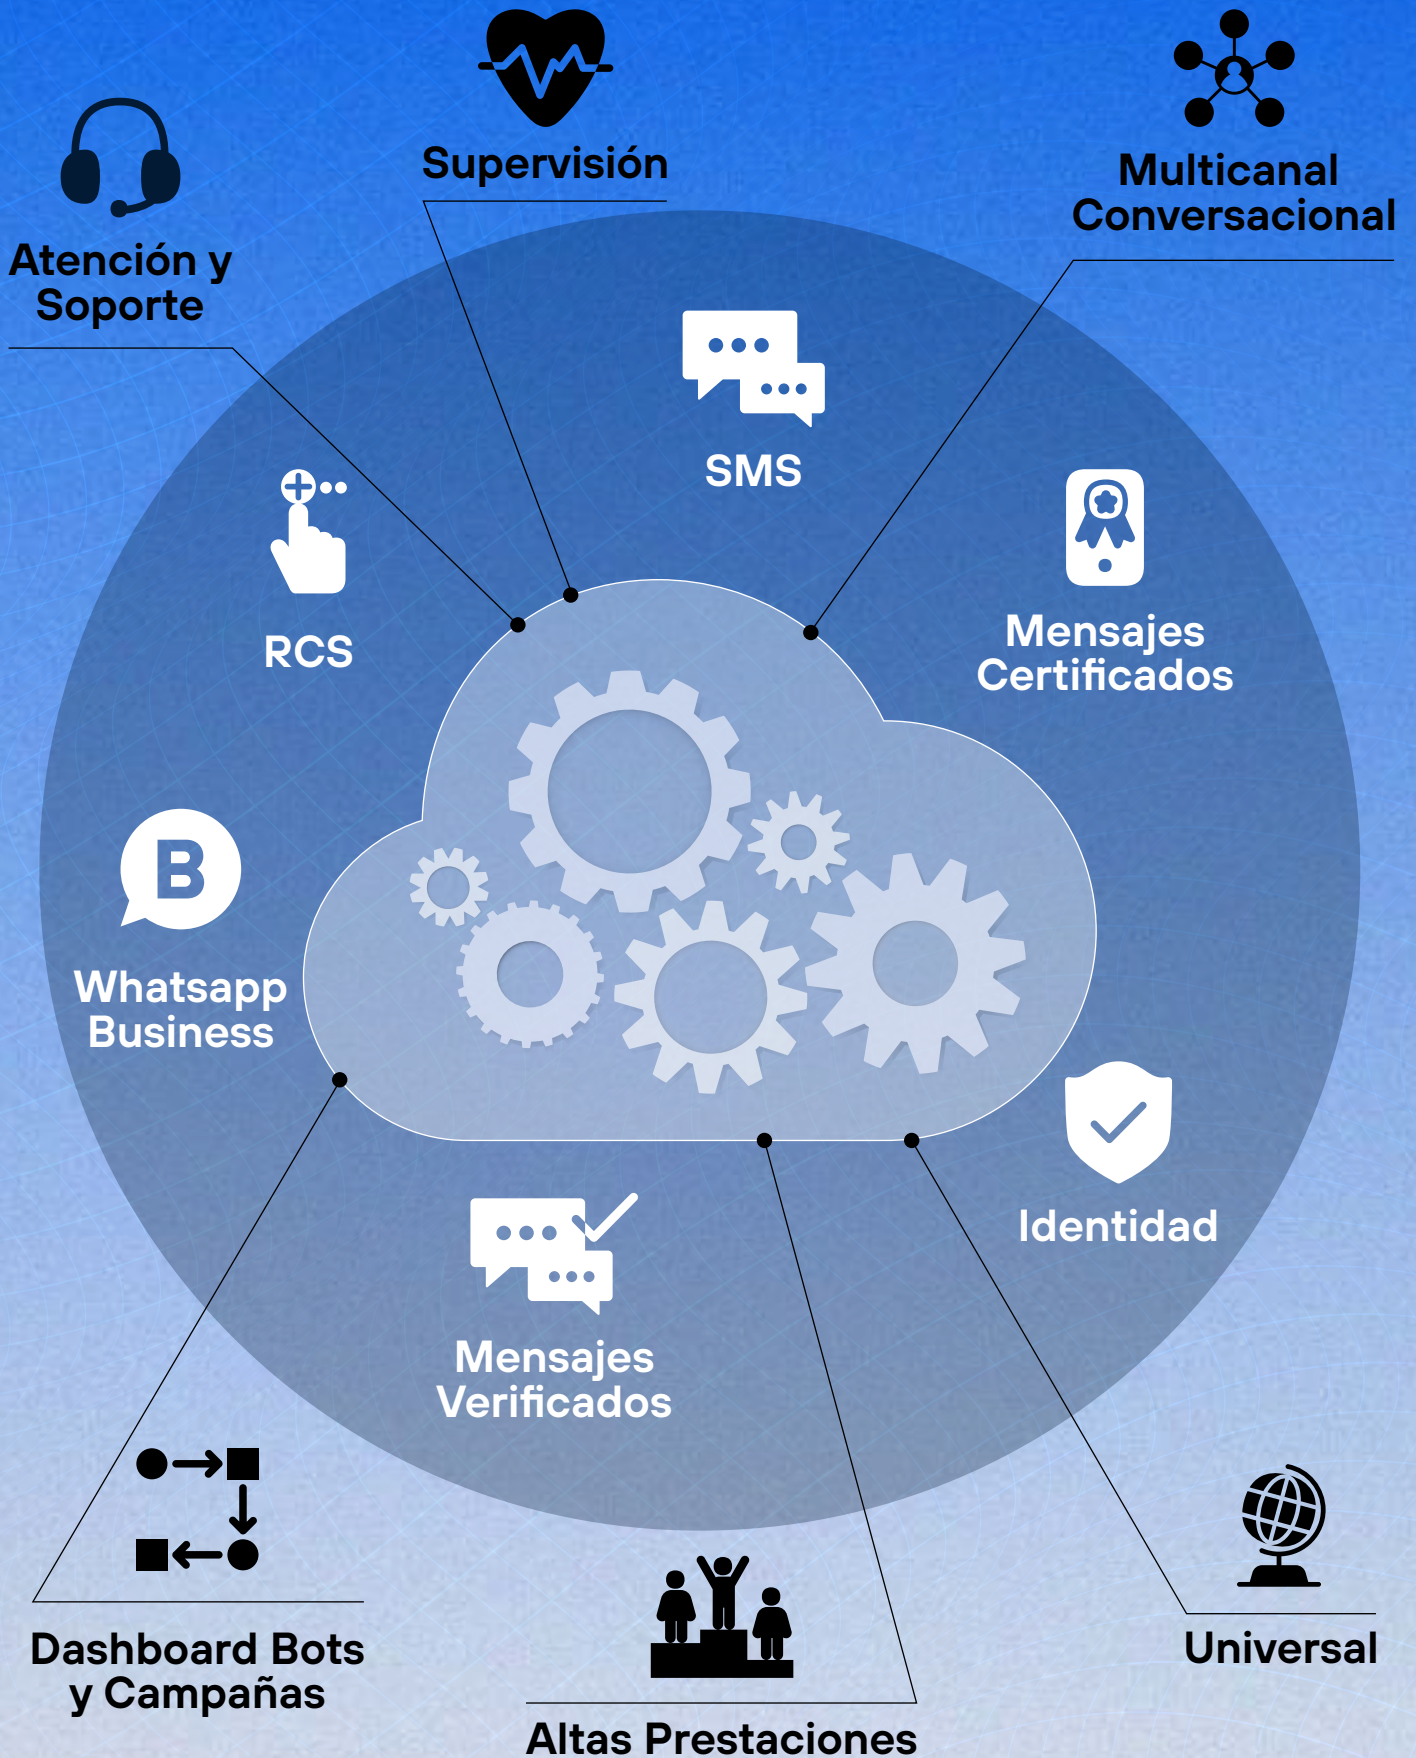 Supervisión
Multicanal
Conversacional
Atención y
Soporte
SMS
RCS
Mensajes
Certificados
B
Whatsapp
Business
Identidad
Mensajes
Verificados
Dashboard Bots
y Campañas
Universal
Altas Prestaciones